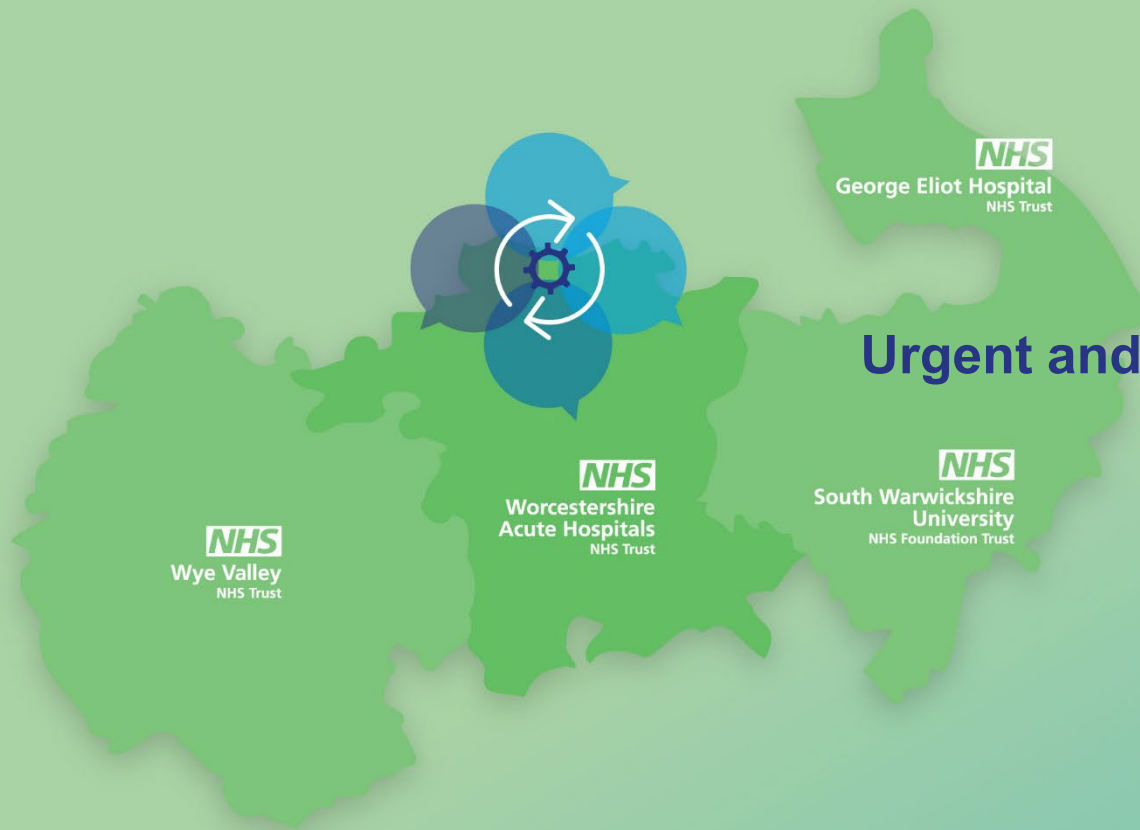 NHS
George Eliot Hospital
NHS Trust
Urgent and
NHS
Worcestershire
Acute Hospitals
NHS Trust
NHS
South Warwickshire
University
NHS Foundation Trust
NHS
Wye Valley
NHS Trust